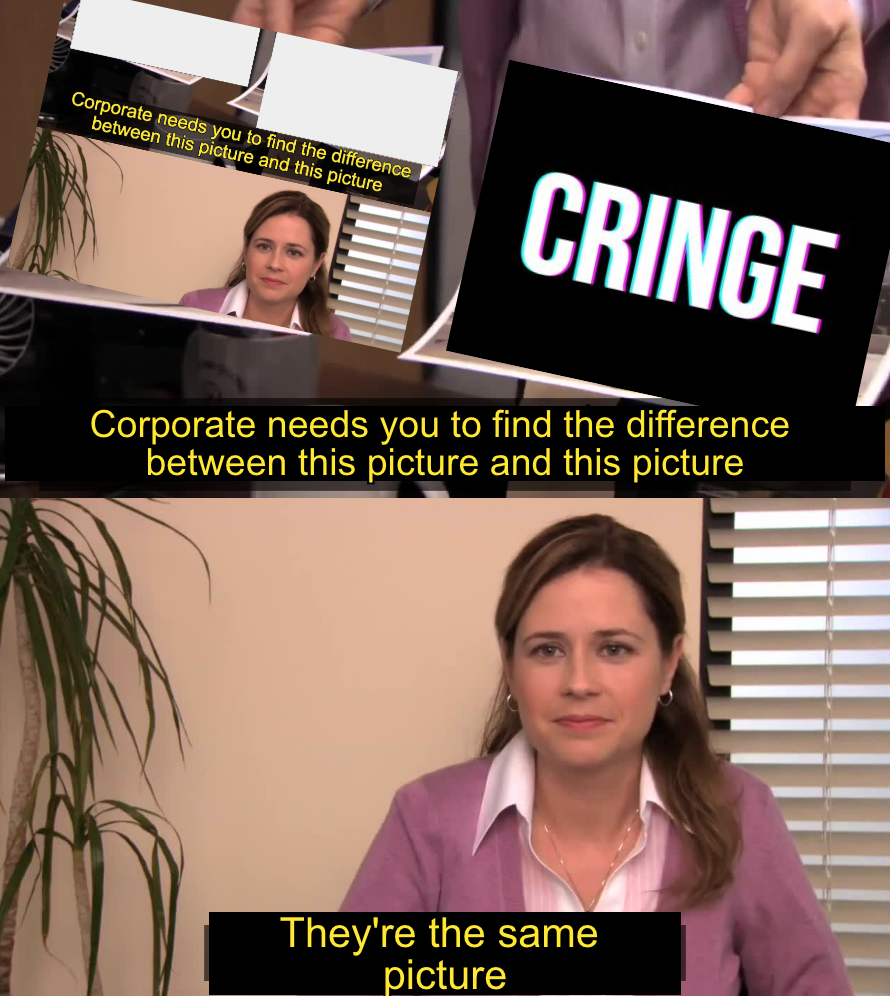 Corporate needs you to find the difference
between this picture and this picture
CRINGE
Corporate needs you to find the difference
between this picture and this picture
They're the same
picture